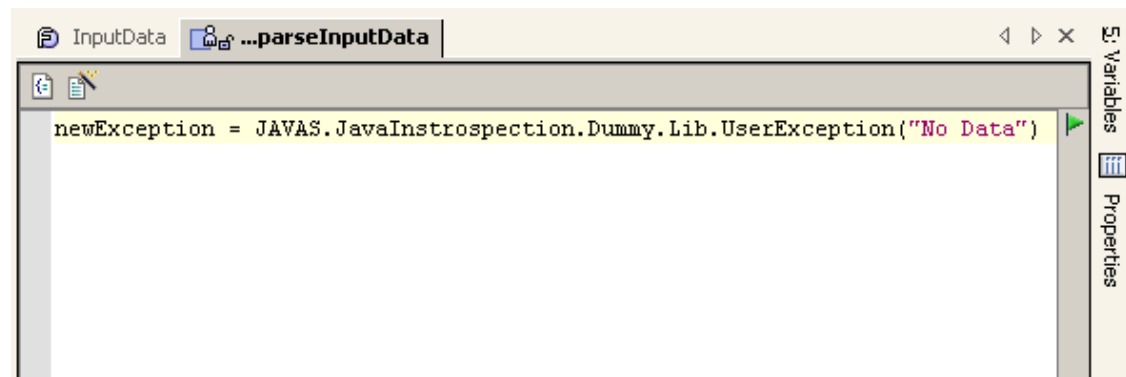 InputData ...parseInputData
newException = JAVAS.JavaInstrospection.Dummy.Lib.UserException("No Data")
5: Variables
Properties